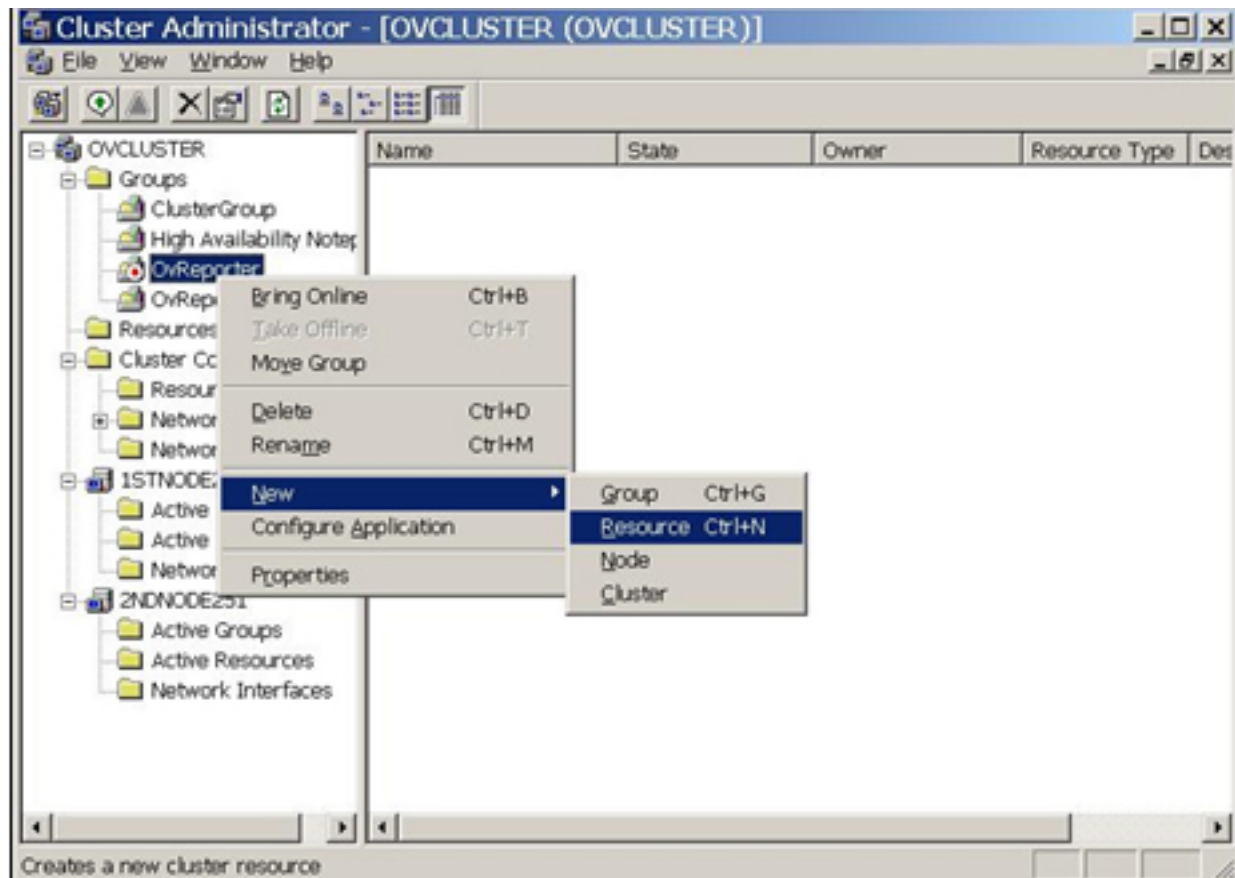 Cluster Administrator - [OVCLUSTER (OVCLUSTER)]
File View Window Help
OVCLUSTER
Groups
ClusterGroup
High Availability Notep
OvReporter
OvRep
Resources
Cluster Co
Resour
Networ
Networ
1STNODE2
Active
Active
Networ
2NDNODE251
Active Groups
Active Resources
Network Interfaces
Name State Owner Resource Type Des
Bring Online Ctrl+B
Take Offline Ctrl+T
Move Group
Delete Ctrl+D
Rename Ctrl+M
New
Configure Application
Properties
Group Ctrl+G
Resource Ctrl+N
Node
Cluster
Creates a new cluster resource